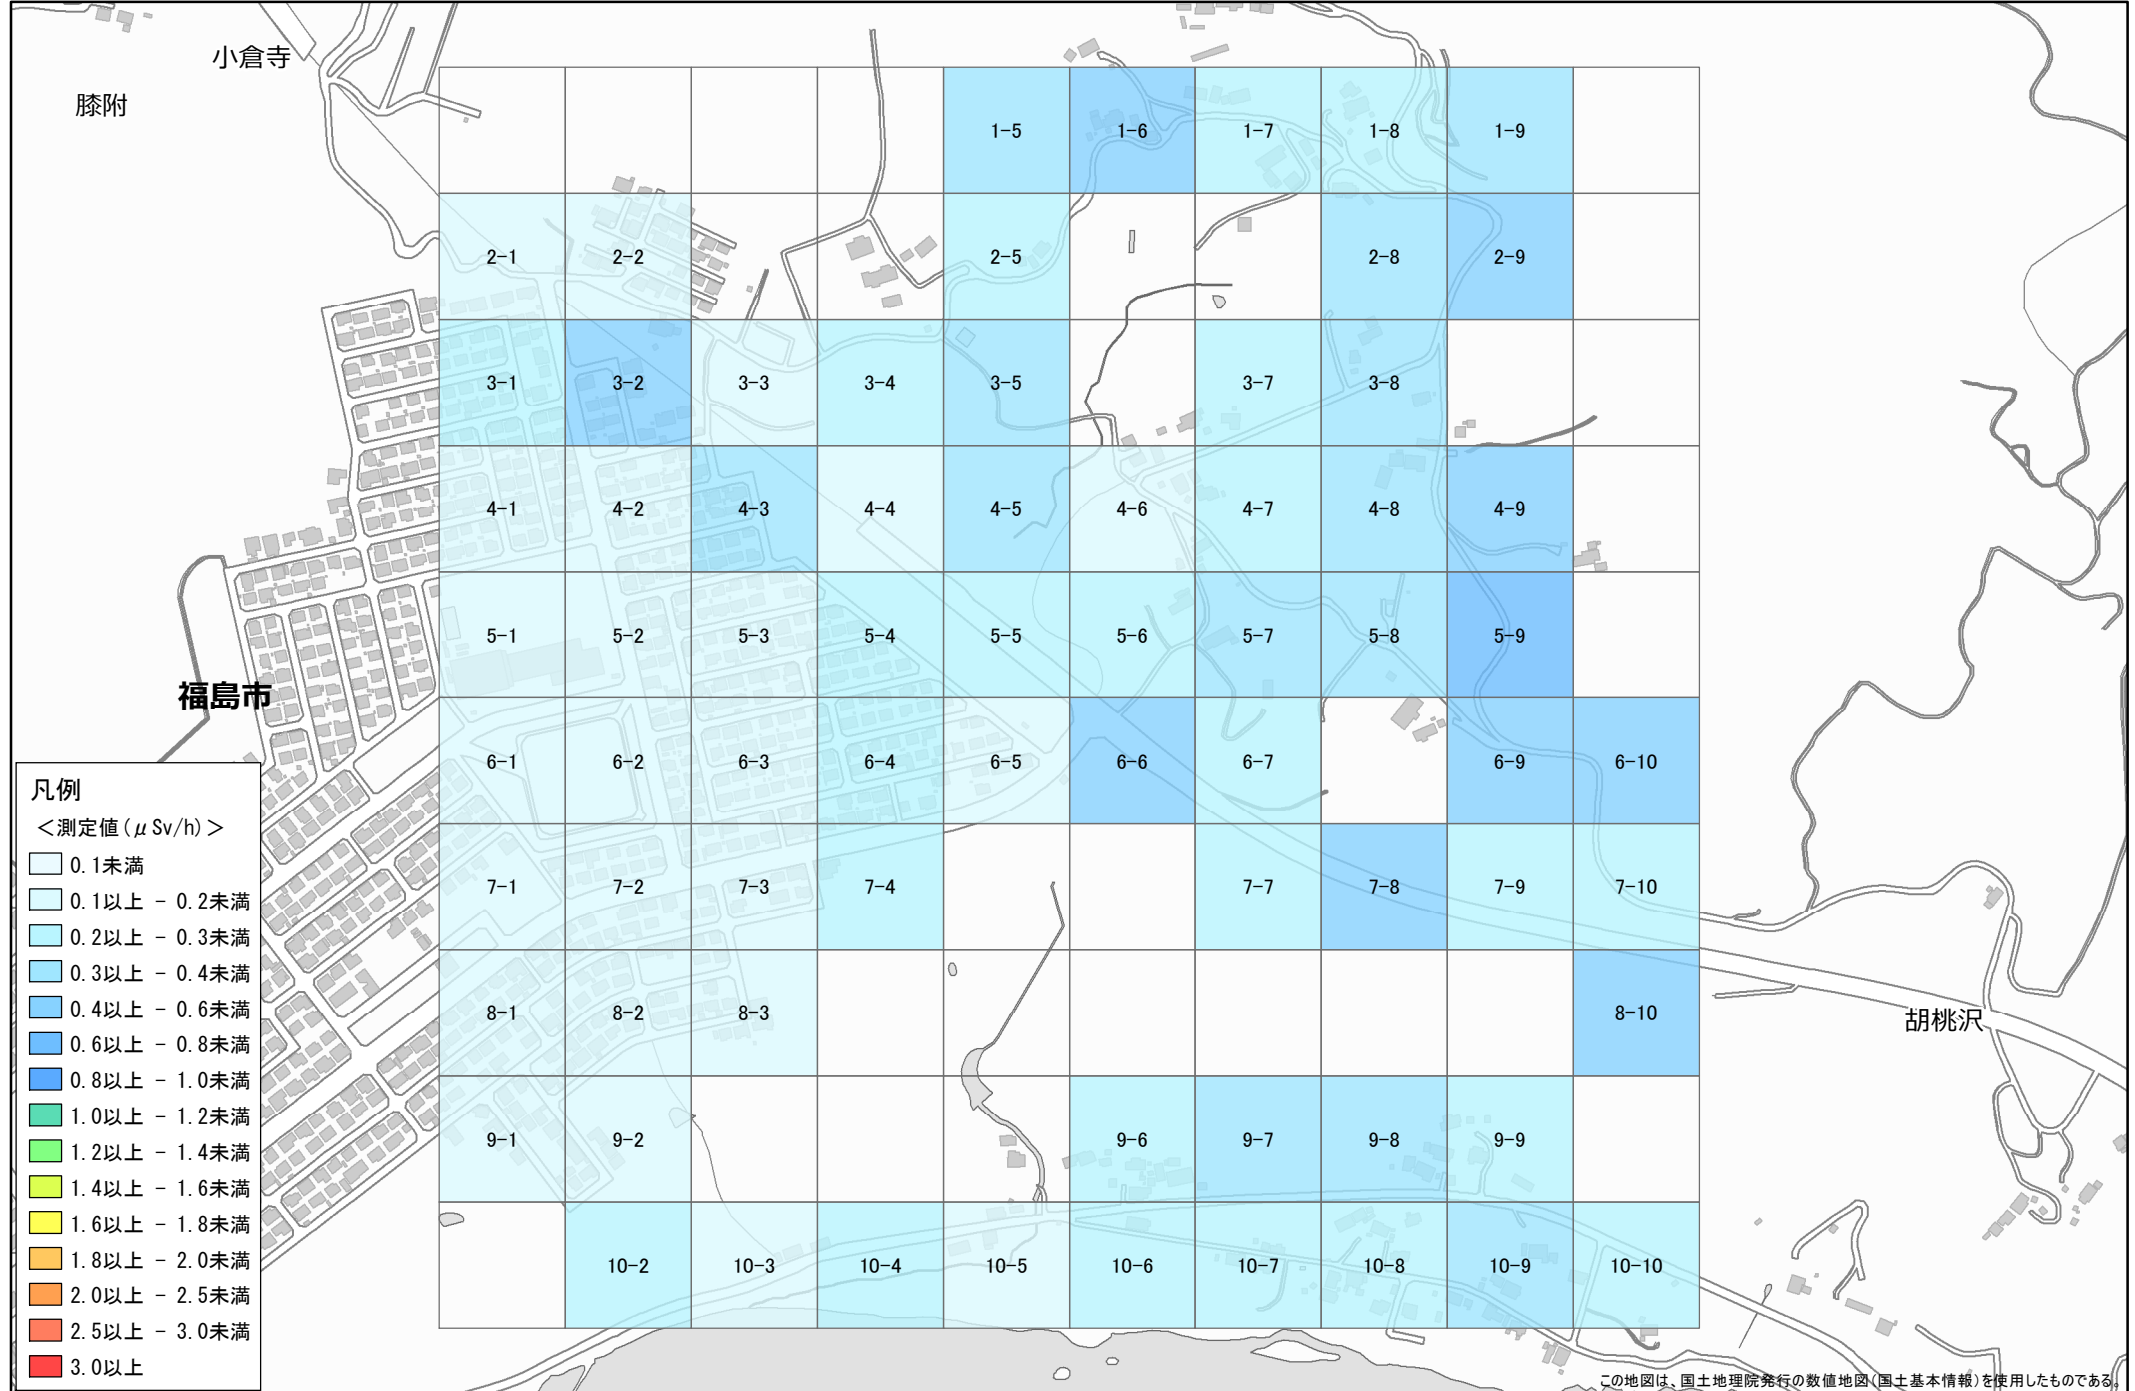 小倉寺
膝附
1-5 1-6 1-7 1-8 1-9
2-1 2-2 2-5 2-8 2-9
3-1 3-2 3-3 3-4 3-5 3-7 3-8
4-1 4-2 4-3 4-4 4-5 4-6 4-7 4-8 4-9
5-1 5-2 5-3 5-4 5-5 5-6 5-7 5-8 5-9
福島市
6-1 6-2 6-3 6-4 6-5 6-6 6-7 6-9 6-10
7-1 7-2 7-3 7-4 7-7 7-8 7-9 7-10
8-1 8-2 8-3 8-10
胡桃沢
9-1 9-2 9-6 9-7 9-8 9-9
10-2 10-3 10-4 10-5 10-6 10-7 10-8 10-9 10-10
凡例
<測定値(μSv/h)>
0.1未満
0.1以上 - 0.2未満
0.2以上 - 0.3未満
0.3以上 - 0.4未満
0.4以上 - 0.6未満
0.6以上 - 0.8未満
0.8以上 - 1.0未満
1.0以上 - 1.2未満
1.2以上 - 1.4未満
1.4以上 - 1.6未満
1.6以上 - 1.8未満
1.8以上 - 2.0未満
2.0以上 - 2.5未満
2.5以上 - 3.0未満
3.0以上
この地図は、国土地理院発行の数値地図(国土基本情報)を使用したものである。